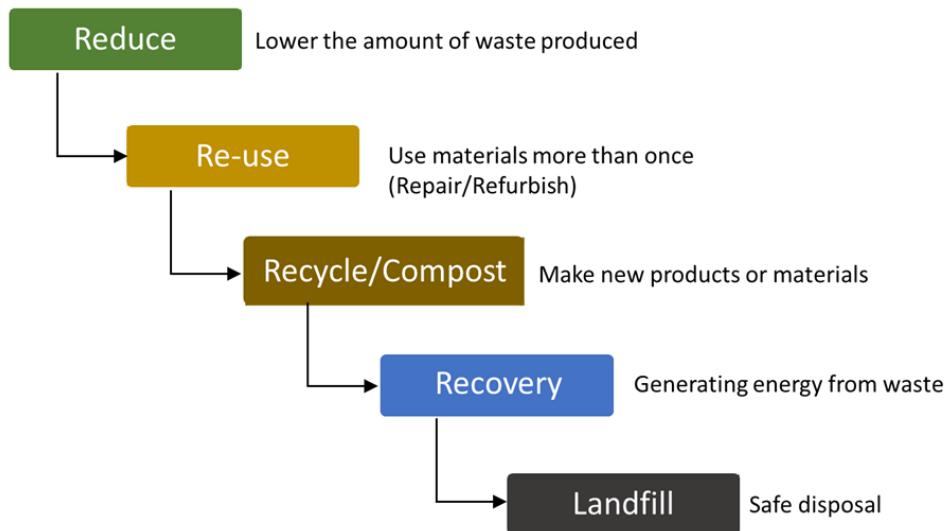 Reduce
Lower the amount of waste produced
Re-use
Use materials more than once
(Repair/Refurbish)
Recycle/Compost
Make new products or materials
Recovery
Generating energy from waste
Landfill
Safe disposal